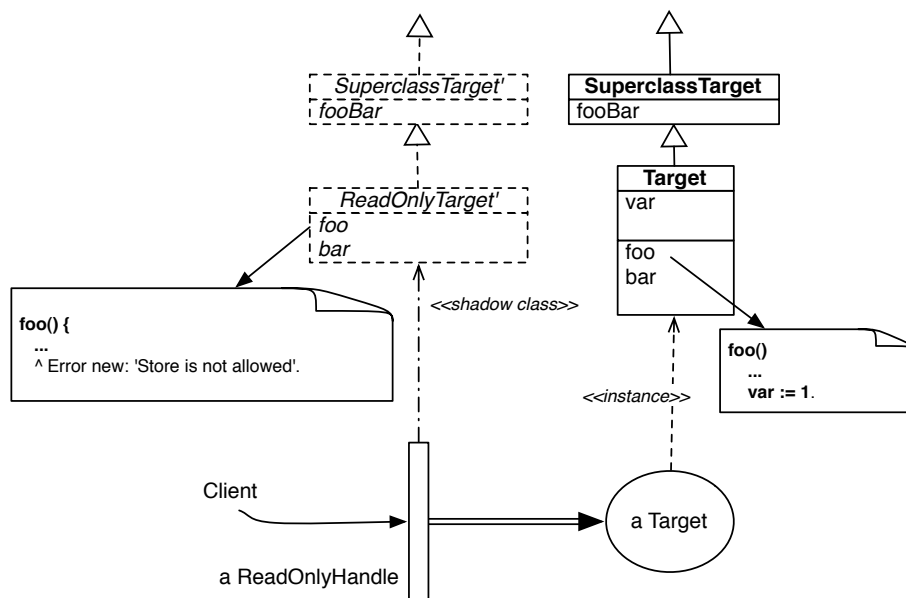 SuperclassTarget'
fooBar
SuperclassTarget
fooBar
ReadOnlyTarget'
foo
bar
Target
var
foo
bar
<<shadow class>>
foo() {
...
^ Error new: 'Store is not allowed'.
foo()
...
var := 1.
<<instance>>
Client
a Target
a ReadOnlyHandle